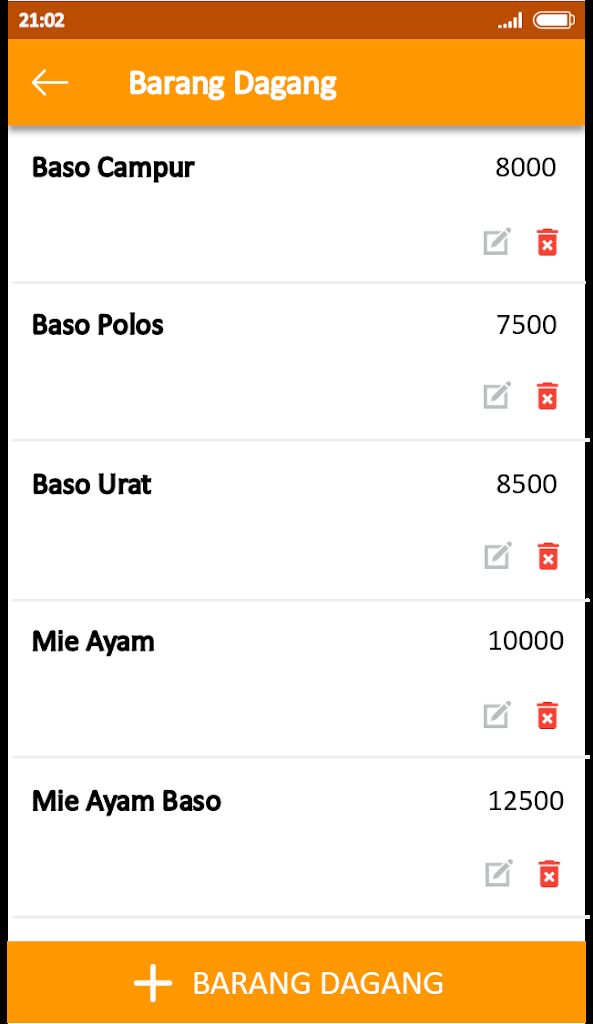 21:02
Barang Dagang
Baso Campur 8000
Baso Polos 7500
Baso Urat 8500
Mie Ayam 10000
Mie Ayam Baso 12500
BARANG DAGANG